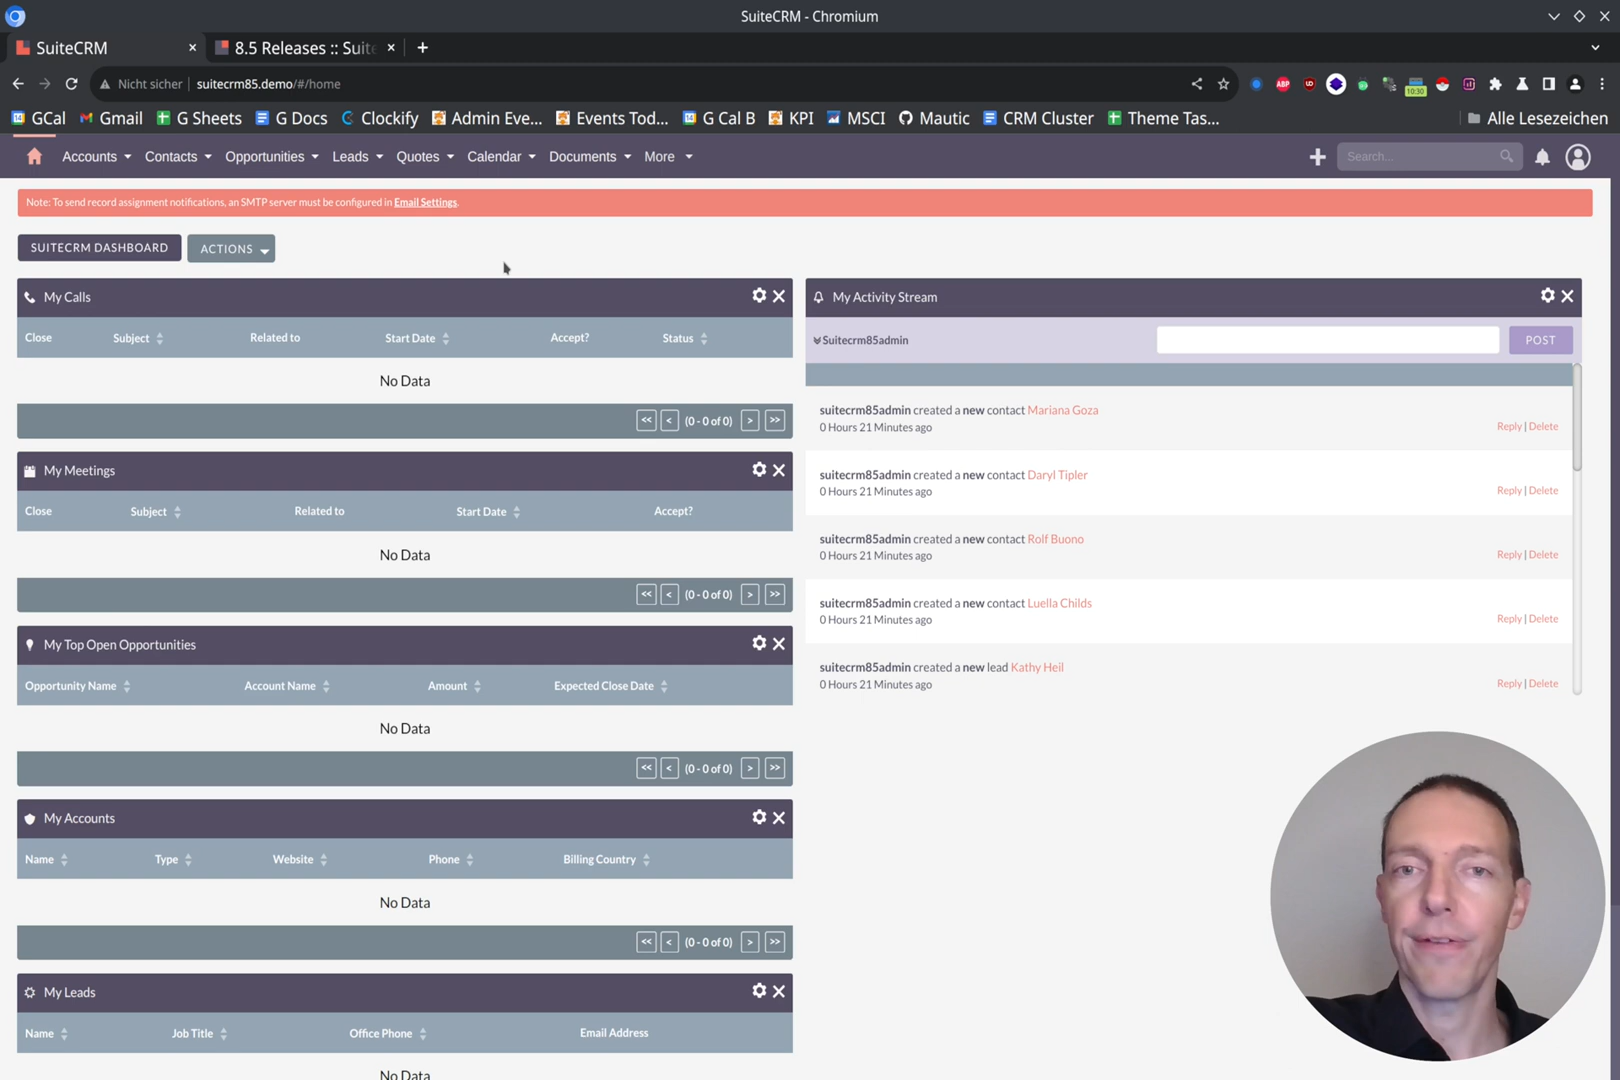 SuiteCRM - Chromium
SuiteCRM
8.5 Releases :: Suite
Nicht sicher
suitecrm85.demo/#/home
ABP
10:30
GCal
Gmail
G Sheets
G Docs
Clockify
Admin Eve...
Events Tod...
G Cal B
KPI
MSCI
Mautic
CRM Cluster
Theme Tas...
Alle Lesezeichen
Accounts
Contacts
Opportunities
Leads
Quotes
Calendar
Documents
More
Search...
Note: To send record assignment notifications, an SMTP server must be configured in Email Settings.
SUITECRM DASHBOARD
ACTIONS
My Calls
Close Subject Related to Start Date Accept? Status
No Data
<< < (0 - 0 of 0) > >>
My Meetings
Close Subject Related to Start Date Accept?
No Data
<< < (0 - 0 of 0) > >>
My Top Open Opportunities
Opportunity Name Account Name Amount Expected Close Date
No Data
<< < (0 - 0 of 0) > >>
My Accounts
Name Type Website Phone Billing Country
No Data
<< < (0 - 0 of 0) > >>
My Leads
Name Job Title Office Phone Email Address
No Data
My Activity Stream
Suitecrm85admin
POST
suitecrm85admin created a new contact Mariana Goza
0 Hours 21 Minutes ago
Reply | Delete
suitecrm85admin created a new contact Daryl Tipler
0 Hours 21 Minutes ago
Reply | Delete
suitecrm85admin created a new contact Rolf Buono
0 Hours 21 Minutes ago
Reply | Delete
suitecrm85admin created a new contact Luella Childs
0 Hours 21 Minutes ago
Reply | Delete
suitecrm85admin created a new lead Kathy Heil
0 Hours 21 Minutes ago
Reply | Delete